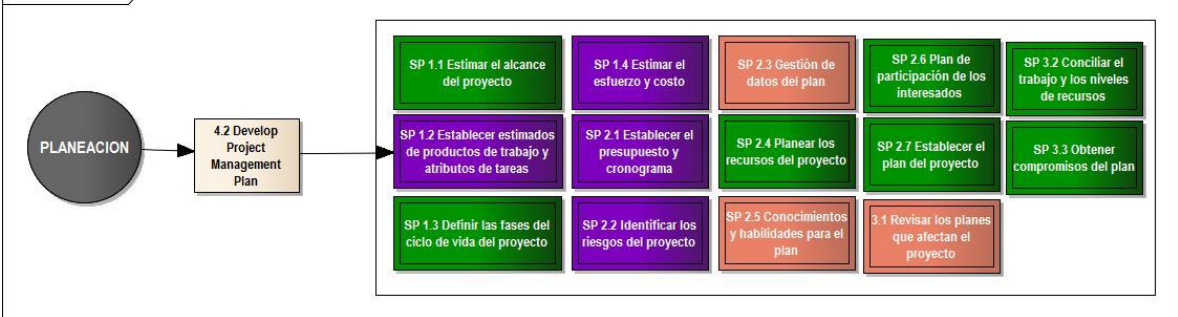 PLANEACION
4.2 Develop
Project
Management
Plan
SP 1.1 Estimar el alcance
del proyecto
SP 1.2 Establecer estimados
de productos de trabajo y
atributos de tareas
SP 1.3 Definir las fases del
ciclo de vida del proyecto
SP 1.4 Estimar el
esfuerzo y costo
SP 2.1 Establecer el
presupuesto y
cronograma
SP 2.2 Identificar los
riesgos del proyecto
SP 2.3 Gestión de
datos del plan
SP 2.4 Planear los
recursos del proyecto
SP 2.5 Conocimientos
y habilidades para el
plan
SP 2.6 Plan de
participación de los
interesados
SP 2.7 Establecer el
plan del proyecto
3.1 Revisar los planes
que afectan el
proyecto
SP 3.2 Conciliar el
trabajo y los niveles
de recursos
SP 3.3 Obtener
compromisos del plan